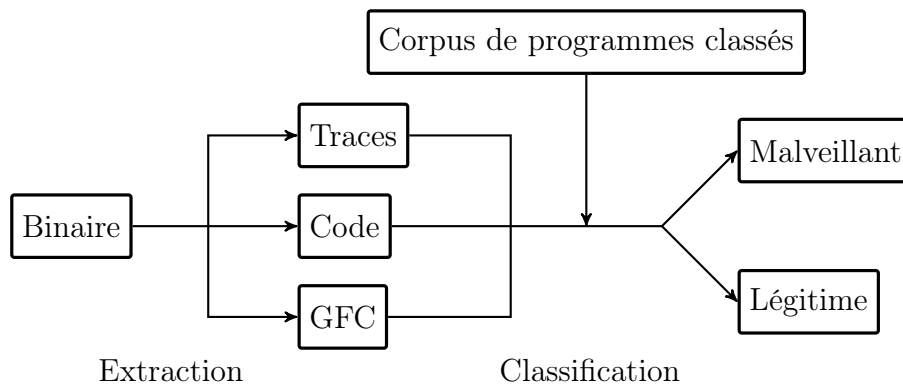 Corpus de programmes classés
Traces
Malveillant
Binaire
Code
Légitime
GFC
Extraction
Classification